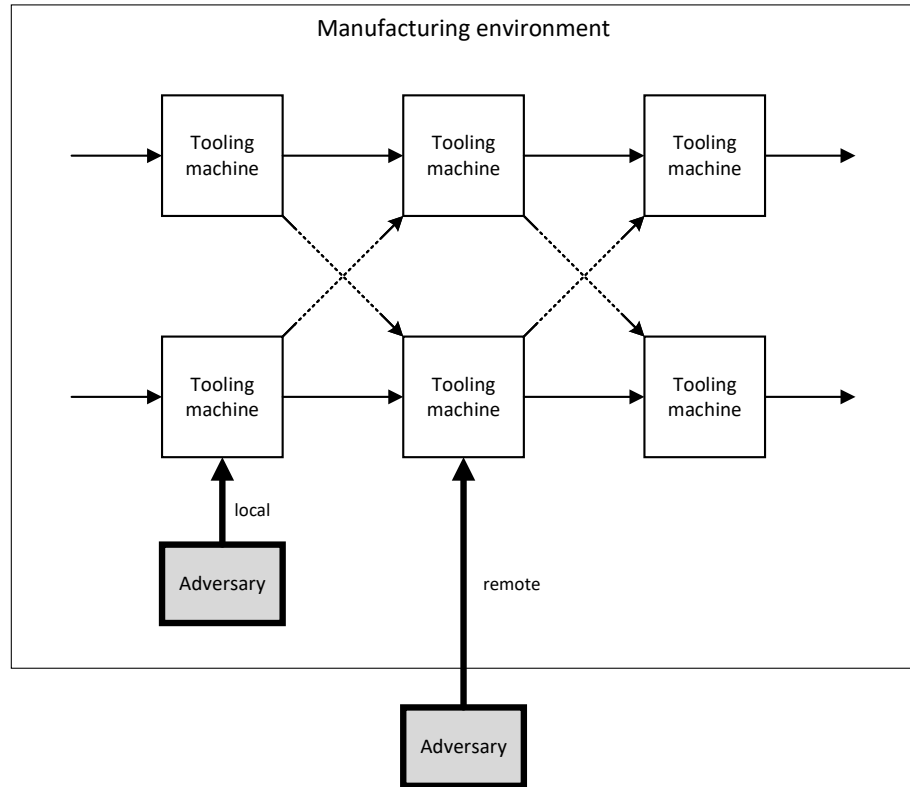 Manufacturing environment
Tooling
machine
Tooling
machine
Tooling
machine
Tooling
machine
Tooling
machine
Tooling
machine
local
Adversary
remote
Adversary